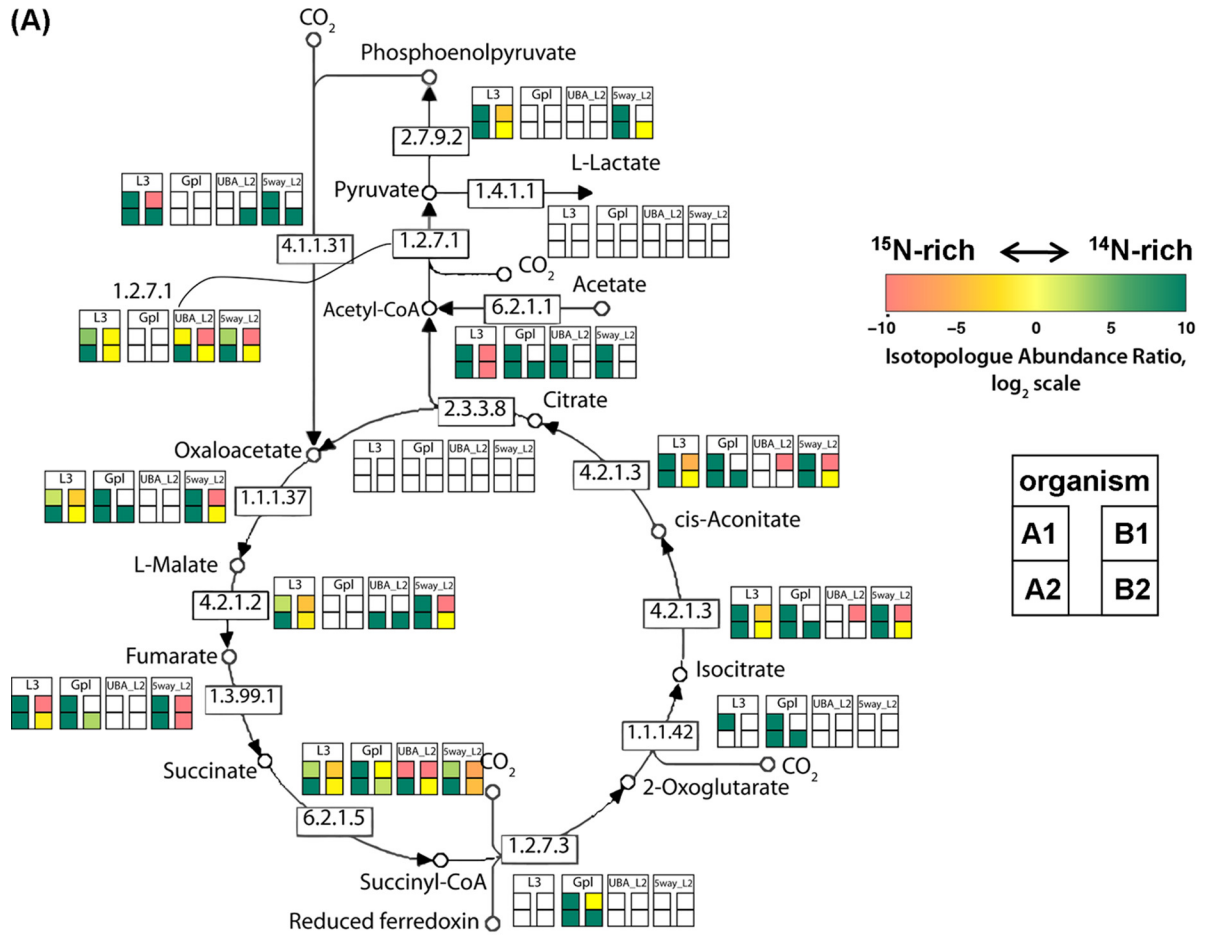 (A)
CO2
Phosphoenolpyruvate
L3 Gpl UBA_L2 5way_L2
2.7.9.2
L-Lactate
L3 Gpl UBA_L2 5way_L2
Pyruvate
1.4.1.1
L3 Gpl UBA_L2 5way_L2
4.1.1.31
1.2.7.1
CO2
15N-rich 14N-rich
1.2.7.1
Acetate
Acetyl-CoA
6.2.1.1
−10 −5 0 5 10
L3 Gpl UBA_L2 5way_L2
L3 Gpl UBA_L2 5way_L2
Isotopologue Abundance Ratio,
log2 scale
Citrate
2.3.3.8
Oxaloacetate
L3 Gpl UBA_L2 5way_L2
L3 Gpl UBA_L2 5way_L2
4.2.1.3
L3 Gpl UBA_L2 5way_L2
1.1.1.37
organism
A1 B1
A2 B2
cis-Aconitate
L-Malate
L3 Gpl UBA_L2 5way_L2
4.2.1.2
L3 Gpl UBA_L2 5way_L2
4.2.1.3
Fumarate
Isocitrate
L3 Gpl UBA_L2 5way_L2
1.3.99.1
L3 Gpl UBA_L2 5way_L2
1.1.1.42
Succinate
L3 Gpl UBA_L2 5way_L2
CO2
CO2
2-Oxoglutarate
6.2.1.5
1.2.7.3
Succinyl-CoA
L3 Gpl UBA_L2 5way_L2
Reduced ferredoxin